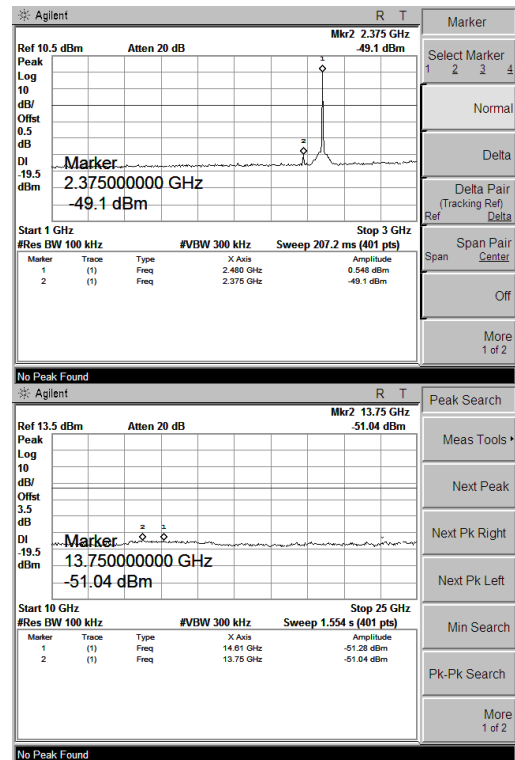 Agilent R T
Mkr2 2.375 GHz
Ref 10.5 dBm Atten 20 dB -49.1 dBm
Peak
Log
10
dB/
Offst
0.5
dB
DI
-19.5
dBm
1
2
Marker
2.375000000 GHz
-49.1 dBm
Start 1 GHz Stop 3 GHz
#Res BW 100 kHz #VBW 300 kHz Sweep 207.2 ms (401 pts)
Marker Trace Type X Axis Amplitude
1 (1) Freq 2.480 GHz 0.548 dBm
2 (1) Freq 2.375 GHz -49.1 dBm
No Peak Found
Marker
Select Marker
1 2 3 4
Normal
Delta
Delta Pair
(Tracking Ref)
Ref Delta
Span Pair
Span Center
Off
More
1 of 2
Agilent R T
Mkr2 13.75 GHz
Ref 13.5 dBm Atten 20 dB -51.04 dBm
Peak
Log
10
dB/
Offst
3.5
dB
DI
-19.5
dBm
2 1
Marker
13.750000000 GHz
-51.04 dBm
Start 10 GHz Stop 25 GHz
#Res BW 100 kHz #VBW 300 kHz Sweep 1.554 s (401 pts)
Marker Trace Type X Axis Amplitude
1 (1) Freq 14.61 GHz -51.28 dBm
2 (1) Freq 13.75 GHz -51.04 dBm
No Peak Found
Peak Search
Meas Tools
Next Peak
Next Pk Right
Next Pk Left
Min Search
Pk-Pk Search
More
1 of 2